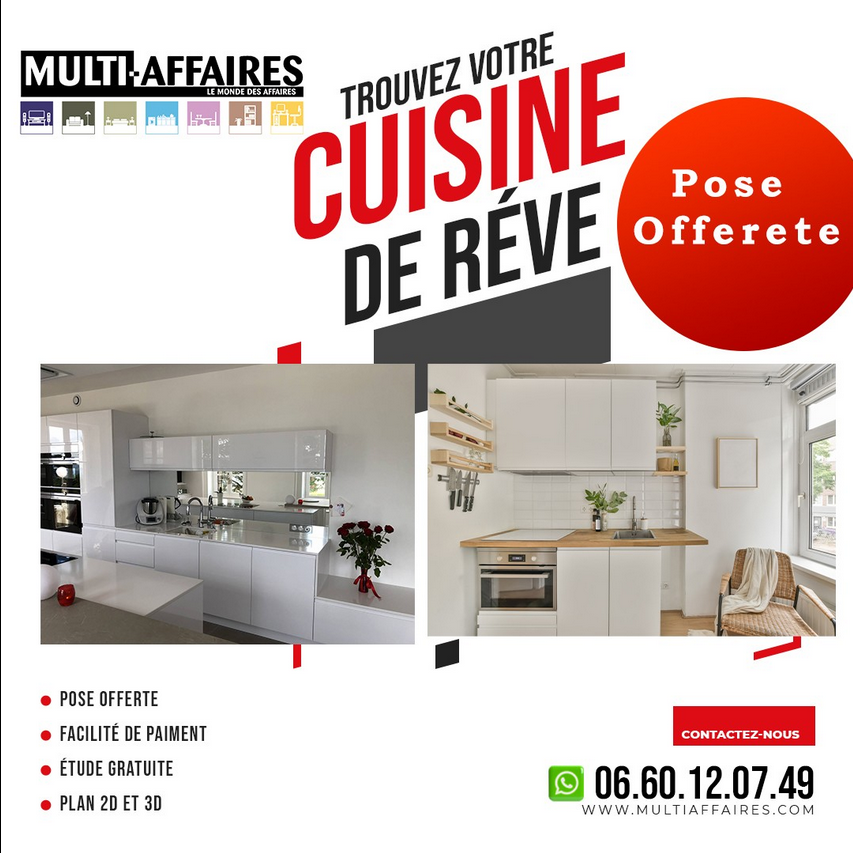 MULTI-AFFAIRES
LE MONDE DES AFFAIRES
TROUVEZ VOTRE
CUISINE
DE RÉVE
Pose
Offerete
POSE OFFERTE
FACILITÉ DE PAIMENT
ÉTUDE GRATUITE
PLAN 2D ET 3D
CONTACTEZ-NOUS
06.60.12.07.49
WWW.MULTIAFFAIRES.COM